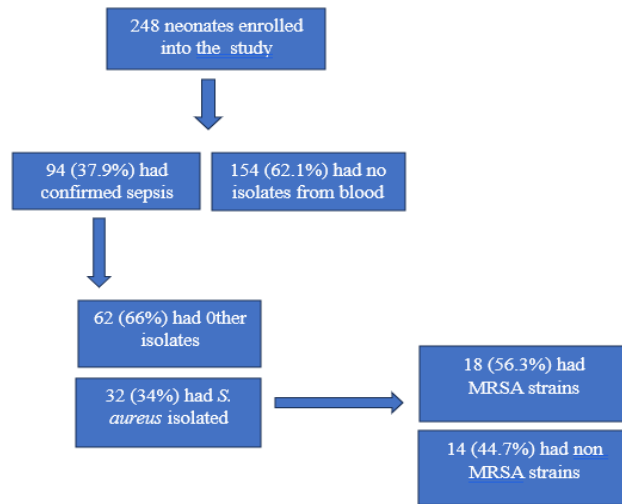 248 neonates enrolled
into the study
94 (37.9%) had
confirmed sepsis
154 (62.1%) had no
isolates from blood
62 (66%) had 0ther
isolates
32 (34%) had S.
aureus isolated
18 (56.3%) had
MRSA strains
14 (44.7%) had non
MRSA strains